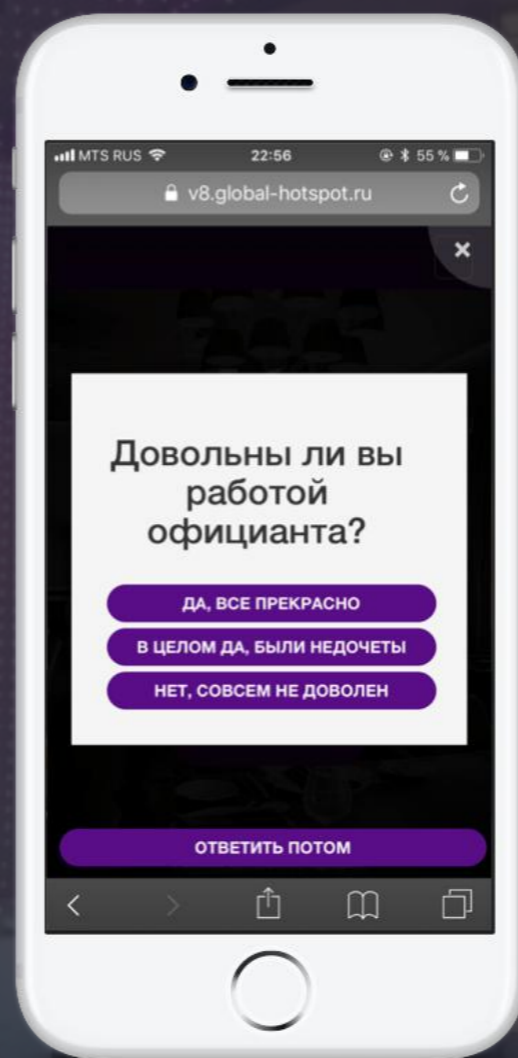 MTS RUS 22:56 55 %
v8.global-hotspot.ru
×
Довольны ли вы
работой
официанта?
ДА, ВСЕ ПРЕКРАСНО
В ЦЕЛОМ ДА, БЫЛИ НЕДОЧЕТЫ
НЕТ, СОВСЕМ НЕ ДОВОЛЕН
ОТВЕТИТЬ ПОТОМ